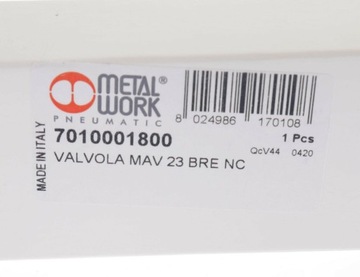 METAL®
WORK
PNEUMATIC
8 024986 170108
7010001800
1 Pcs
QcV44 0420
VALVOLA MAV 23 BRE NC
MADE IN ITALY